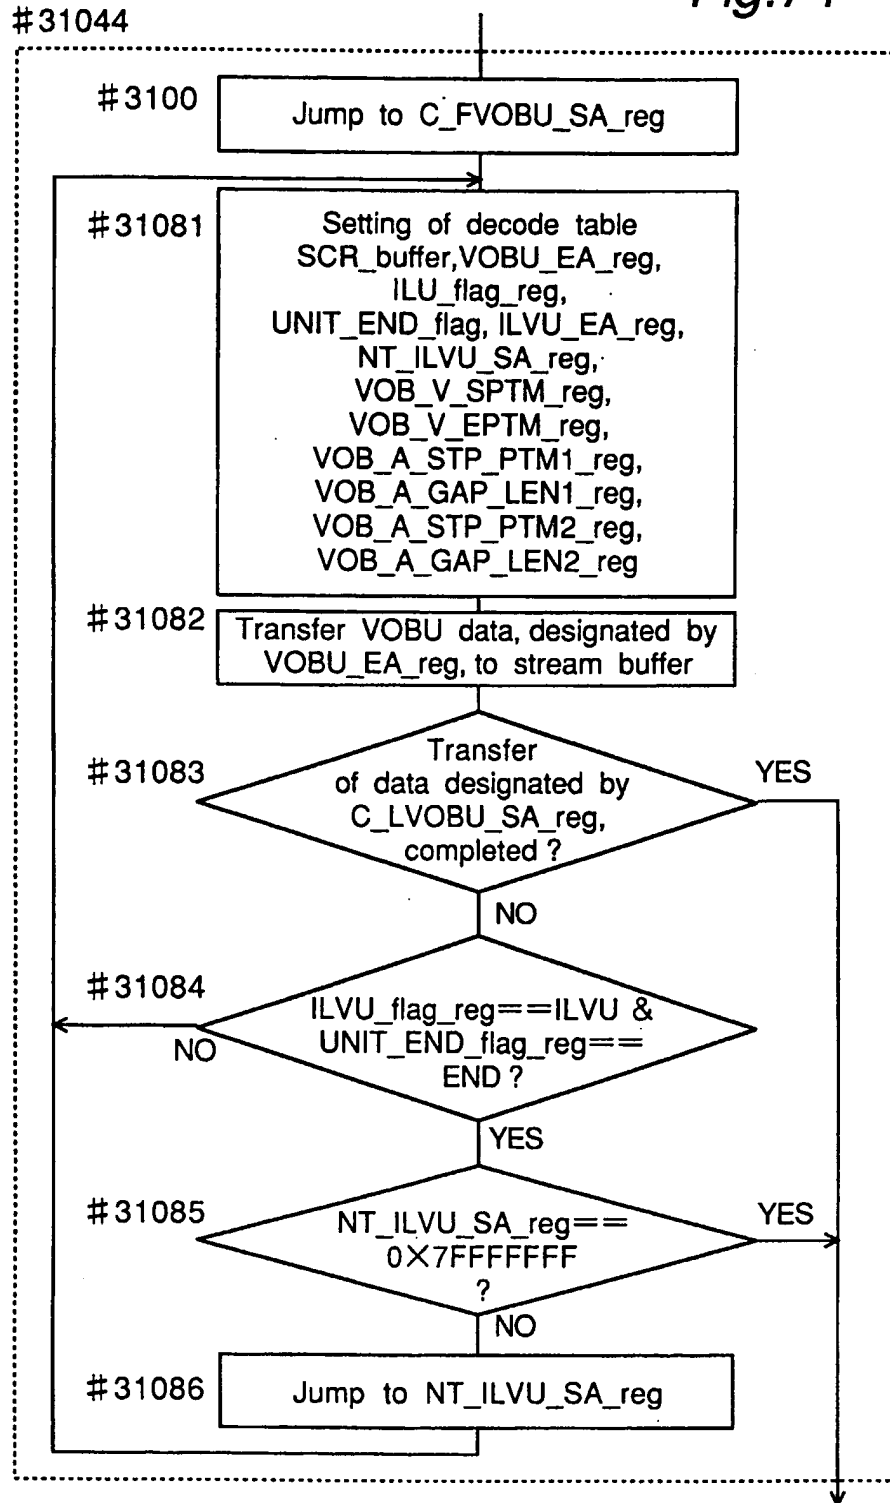 #31044
#3100
Jump to C_FVOBU_SA_reg
#31081
Setting of decode table
SCR_buffer,VOBU_EA_reg,
ILU_flag_reg,
UNIT_END_flag, ILVU_EA_reg,
NT_ILVU_SA_reg,
VOB_V_SPTM_reg,
VOB_V_EPTM_reg,
VOB_A_STP_PTM1_reg,
VOB_A_GAP_LEN1_reg,
VOB_A_STP_PTM2_reg,
VOB_A_GAP_LEN2_reg
#31082
Transfer VOBU data, designated by
VOBU_EA_reg, to stream buffer
#31083
Transfer
of data designated by
C_LVOBU_SA_reg,
completed ?
YES
NO
#31084
ILVU_flag_reg==ILVU &
UNIT_END_flag_reg==
END ?
NO
YES
#31085
NT_ILVU_SA_reg==
0X7FFFFFFF
?
YES
NO
#31086
Jump to NT_ILVU_SA_reg